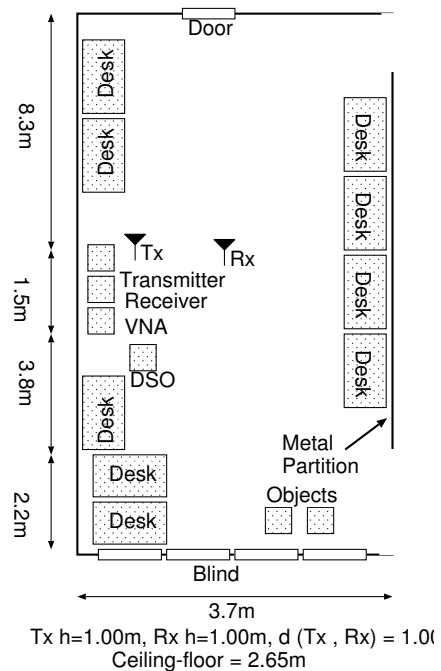 Door
Desk
Desk
Desk
Desk
Desk
Desk
8.3m
Tx
Rx
Transmitter
Receiver
VNA
DSO
1.5m
3.8m
Desk
Desk
Desk
2.2m
Metal
Partition
Objects
Blind
3.7m
Tx h=1.00m, Rx h=1.00m, d (Tx , Rx) = 1.00
Ceiling-floor = 2.65m